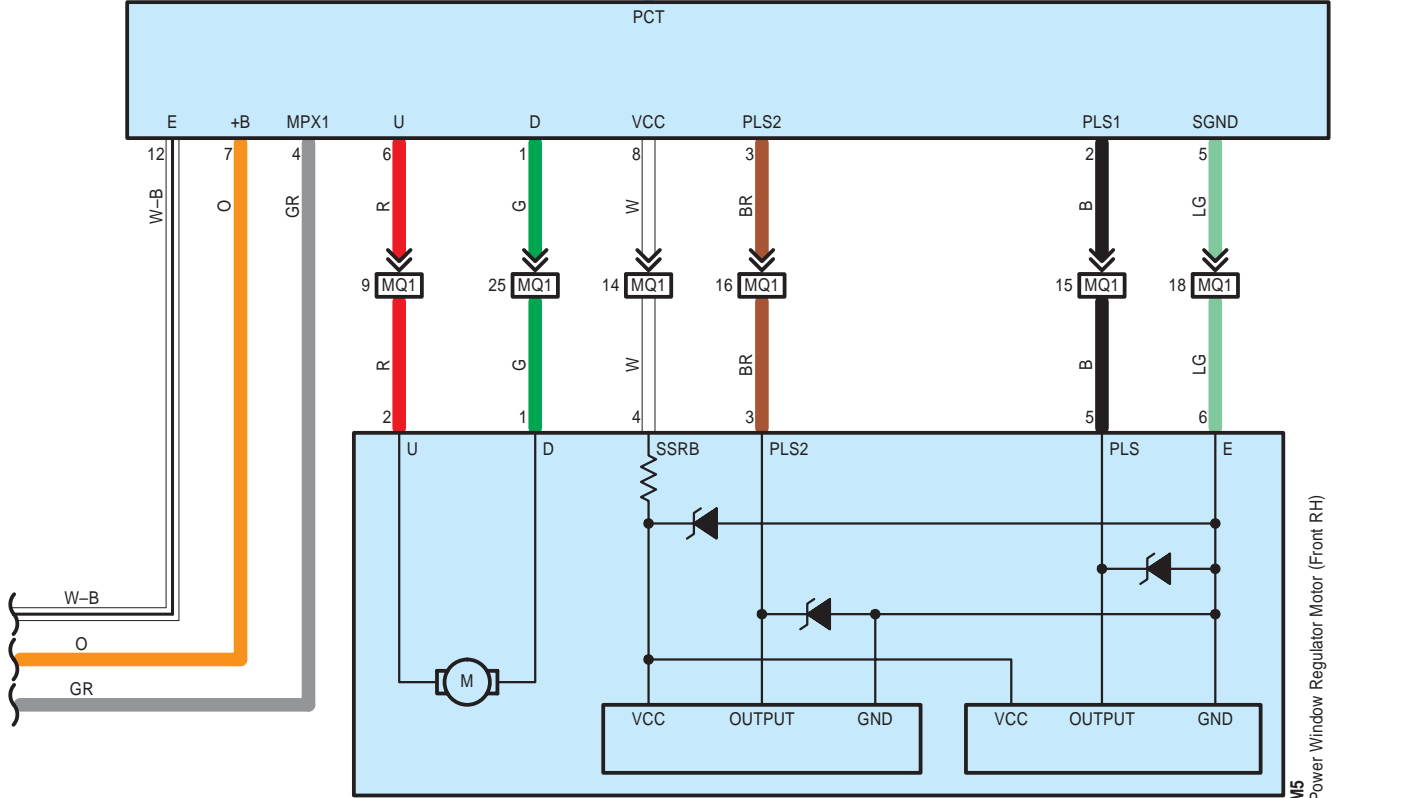 PCT
E +B MPX1 U D VCC PLS2 PLS1 SGND
12 7 4 6 1 8 3 2 5
W–B O GR R G W BR B LG
9 MQ1 25 MQ1 14 MQ1 16 MQ1 15 MQ1 18 MQ1
R G W BR B LG
2 1 4 3 5 6
U D SSRB PLS2 PLS E
W–B
O
GR
M
VCC OUTPUT GND VCC OUTPUT GND
M5
Power Window Regulator Motor (Front RH)